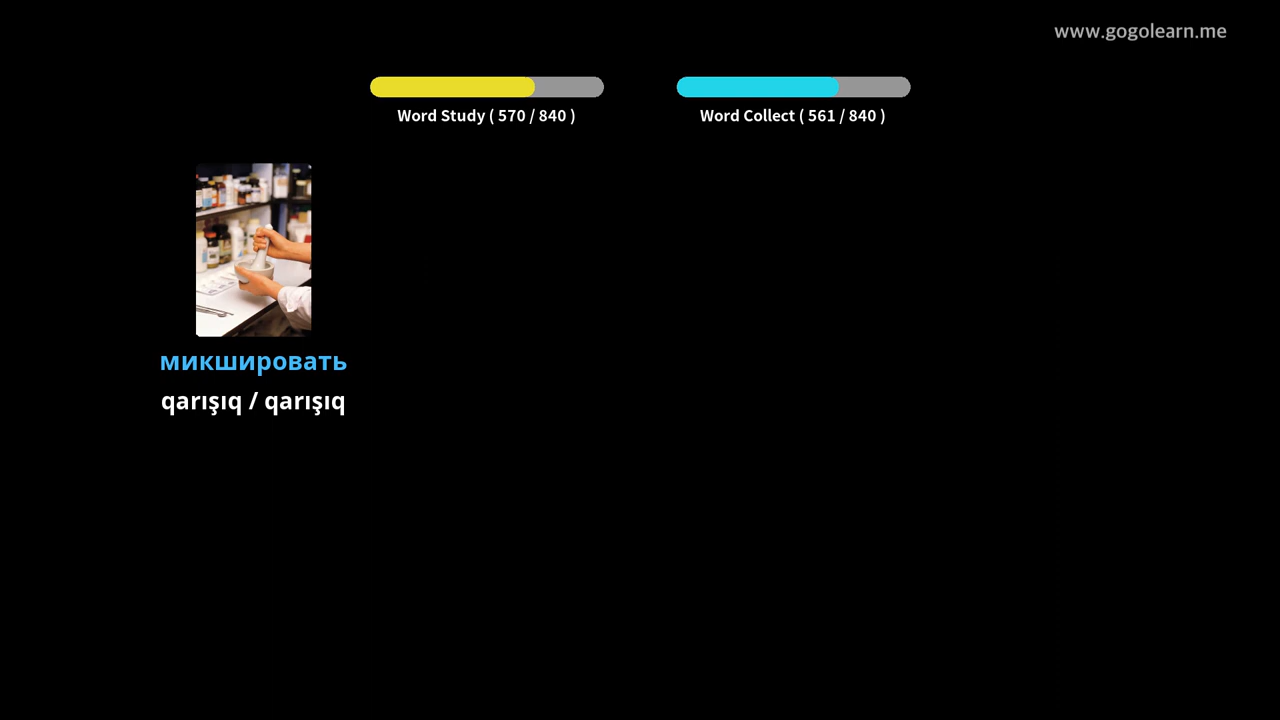 www.gogolearn.me
Word Study ( 570 / 840 )
Word Collect ( 561 / 840 )
микшировать
qarışıq / qarışıq